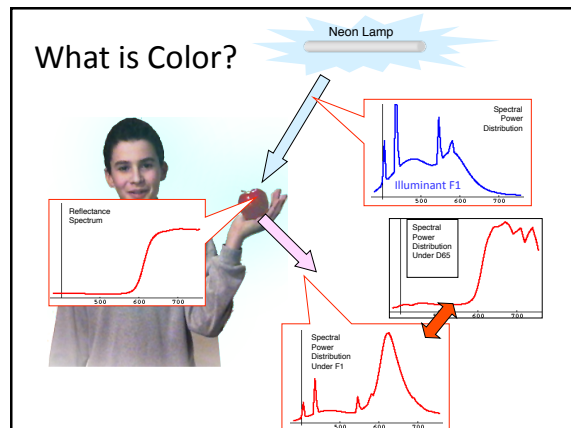 Neon Lamp
What is Color?
Spectral
Power
Distribution
Illuminant F1
500 600 700
Reflectance
Spectrum
500 600 700
Spectral
Power
Distribution
Under D65
500 600 700
Spectral
Power
Distribution
Under F1
500 600 700